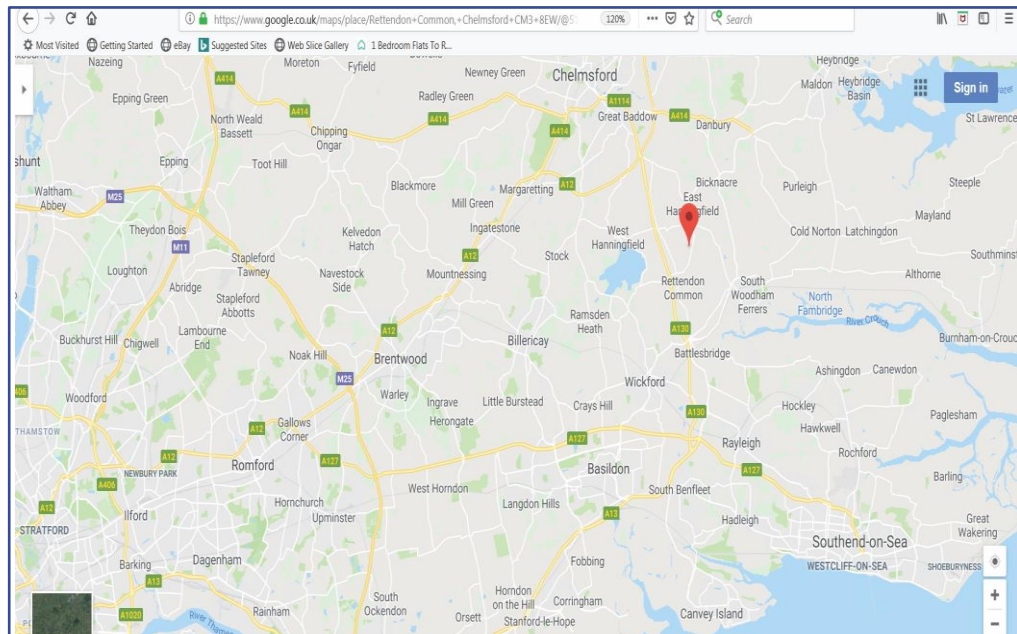 https://www.google.co.uk/maps/place/Rettendon+Common,+Chelmsford+CM3+8EW/@5
120%
Search
Most Visited Getting Started eBay Suggested Sites Web Slice Gallery 1 Bedroom Flats To R...
Nazeing
Moreton
Fyfield
Newney Green
Chelmsford
Heybridge
Maldon
Heybridge Basin
Sign in
A414
Epping Green
Radley Green
A1114
Great Baddow
A414
Danbury
St Lawrence
North Weald Bassett
A414
Chipping Ongar
A414
A414
Epping
Toot Hill
Blackmore
Margaretting
A12
Bicknacre
Purleigh
Steeple
shunt
Waltham Abbey
M25
Mill Green
East Hanningfield
Mayland
Theydon Bois
M11
Kelvedon Hatch
Ingatestone
West Hanningfield
Cold Norton
Latchingdon
Southminst
Loughton
Stapleford Tawney
Navestock Side
A12
Mountnessing
Stock
Rettendon Common
South Woodham Ferrers
Althorne
Abridge
Stapleford Abbotts
Ramsden Heath
North Fambridge
River Crouch
Buckhurst Hill
Chigwell
Lambourne End
A12
Billericay
A130
Burnham-on-Crouc
Noak Hill
Brentwood
Battlesbridge
M25
Wickford
Ashingdon
Canewdon
406
Woodford
Warley
Ingrave
Little Burstead
Crays Hill
A130
Hockley
Paglesham
THAMSTOW
Gallows Corner
A12
Herongate
A127
Hawkwell
A12
Romford
A127
Rayleigh
Rochford
NEWBURY PARK
A406
West Horndon
Basildon
A127
Barling
A12
Ilford
Hornchurch
Upminster
Langdon Hills
South Benfleet
STRATFORD
A13
Hadleigh
Great Wakering
Barking
Dagenham
Fobbing
Southend-on-Sea
WESTCLIFF-ON-SEA
SHOEBURYNESS
A13
A1020
River Thames
Rainham
South Ockendon
Orsett
Horndon on the Hill
Corringham
Stanford-le-Hope
Canvey Island